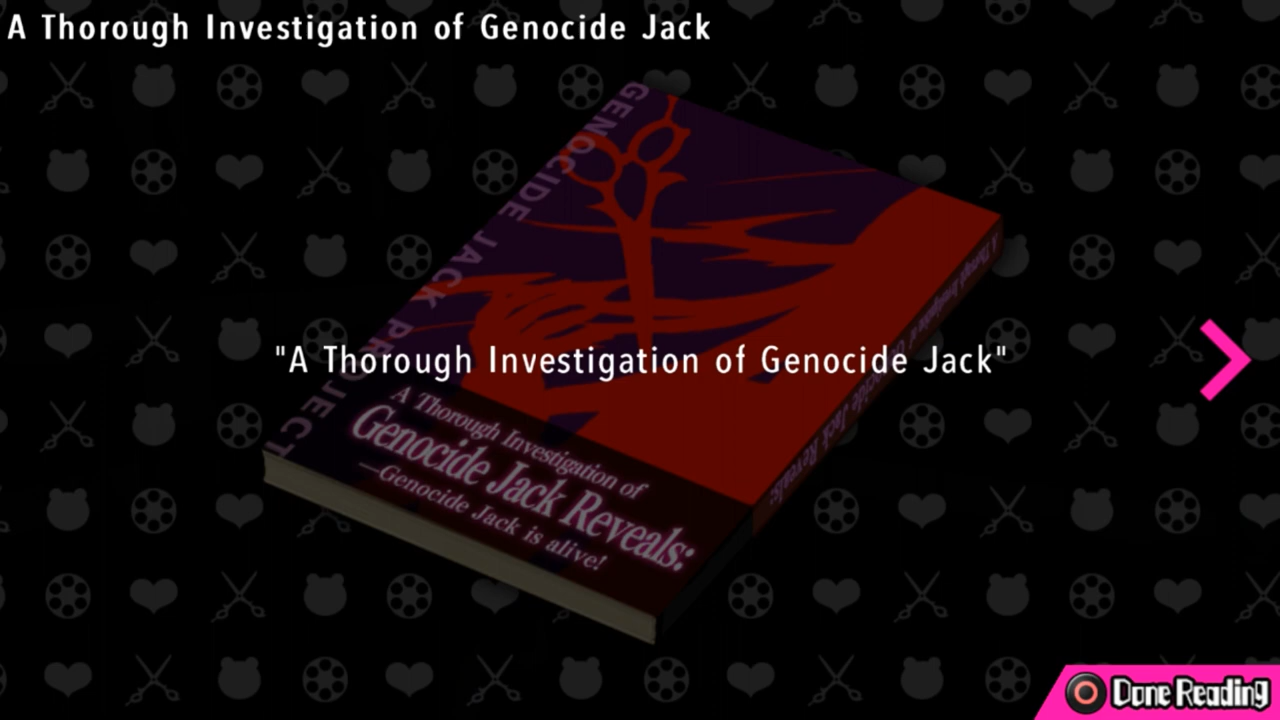 A Thorough Investigation of Genocide Jack
GENOCIDE JACK PROJECT
"A Thorough Investigation of Genocide Jack"
A Thorough Investigation of
Genocide Jack Reveals:
—Genocide Jack is alive!
Done Reading